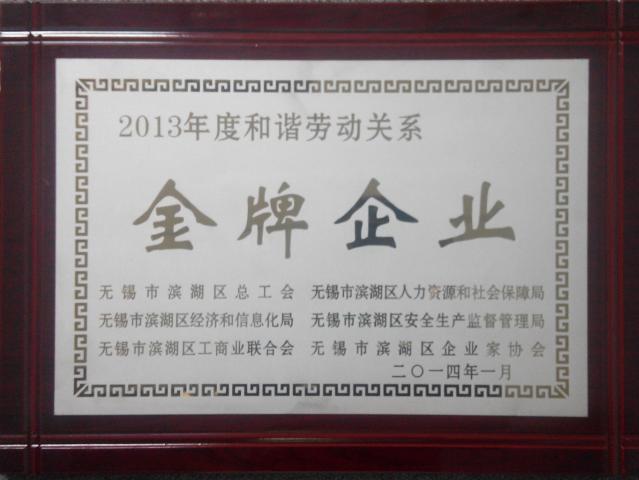 2013年度和谐劳动关系
金牌企业
无锡市滨湖区总工会 无锡市滨湖区人力资源和社会保障局
无锡市滨湖区经济和信息化局 无锡市滨湖区安全生产监督管理局
无锡市滨湖区工商业联合会 无锡市滨湖区企业家协会
二〇一四年一月